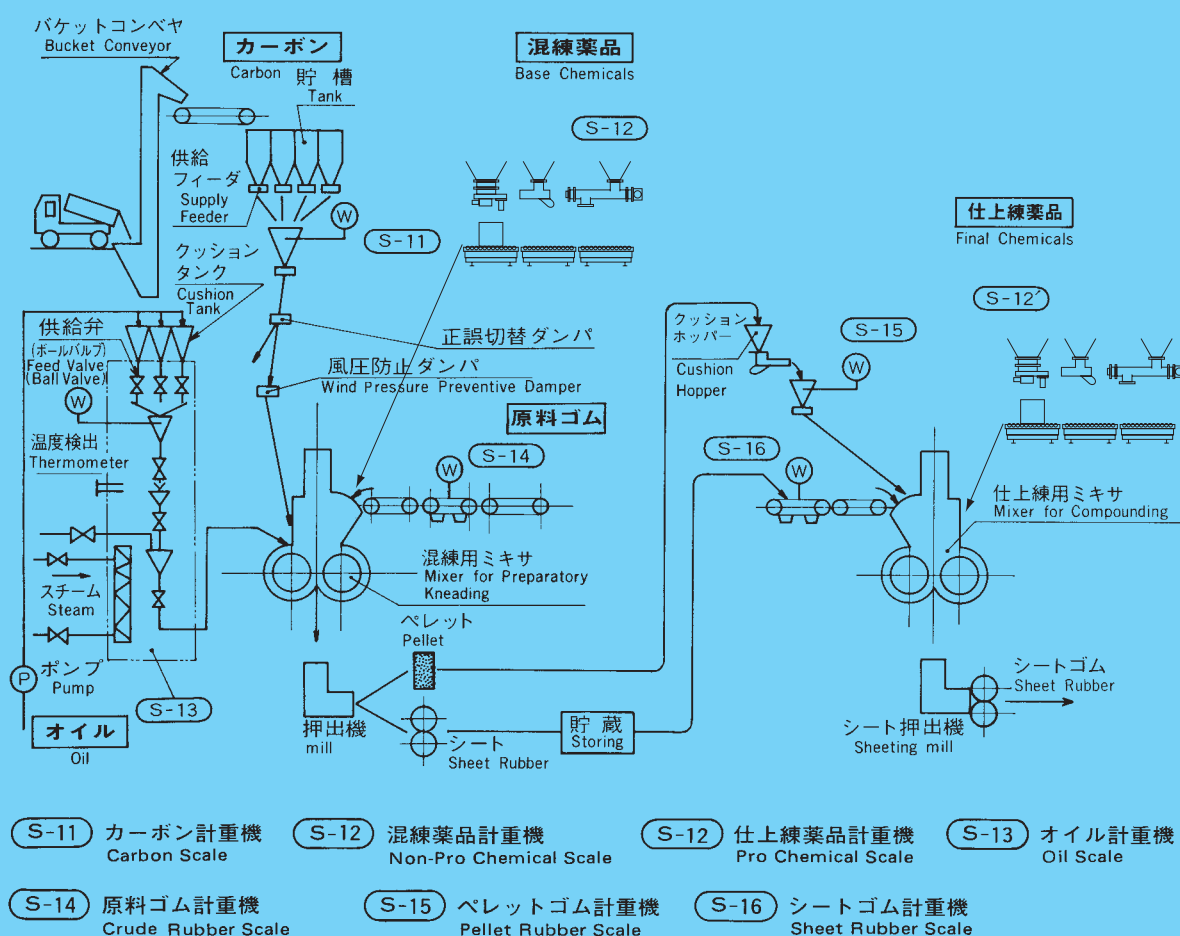 バケットコンベヤ
Bucket Conveyor
カーボン
Carbon
貯槽
Tank
混練薬品
Base Chemicals
S-12
供給
フィーダ
Supply
Feeder
W
S-11
クッション
タンク
Cushion
Tank
仕上練薬品
Final Chemicals
S-12′
供給弁
(ボールバルブ)
Feed Valve
(Ball Valve)
W
温度検出
Thermometer
正誤切替ダンパ
風圧防止ダンパ
Wind Pressure Preventive Damper
原料ゴム
W
S-14
クッション
ホッパー
Cushion
Hopper
S-15
W
S-16
W
仕上練用ミキサ
Mixer for Compounding
混練用ミキサ
Mixer for Preparatory
Kneading
スチーム
Steam
P
ポンプ
Pump
S-13
オイル
Oil
ペレット
Pellet
押出機
mill
シート
Sheet Rubber
貯蔵
Storing
シートゴム
Sheet Rubber
シート押出機
Sheeting mill
S-11 カーボン計重機
Carbon Scale
S-12 混練薬品計重機
Non-Pro Chemical Scale
S-12 仕上練薬品計重機
Pro Chemical Scale
S-13 オイル計重機
Oil Scale
S-14 原料ゴム計重機
Crude Rubber Scale
S-15 ペレットゴム計重機
Pellet Rubber Scale
S-16 シートゴム計重機
Sheet Rubber Scale